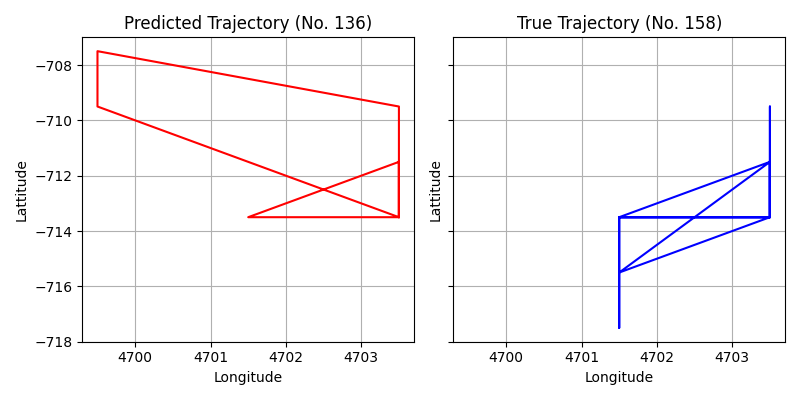 Predicted Trajectory (No. 136)
True Trajectory (No. 158)
−708
−710
−712
−714
−716
−718
Lattitude
Lattitude
4700
4701
4702
4703
4700
4701
4702
4703
Longitude
Longitude